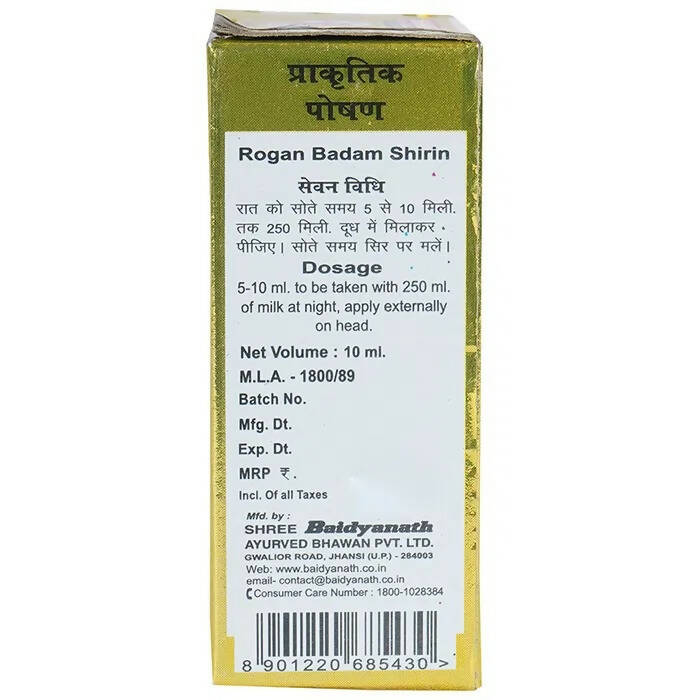 प्राकृतिक
पोषण
Rogan Badam Shirin
सेवन विधि
रात को सोते समय 5 से 10 मिली.
तक 250 मिली. दूध में मिलाकर
पीजिए। सोते समय सिर पर मलें।
Dosage
5-10 ml. to be taken with 250 ml.
of milk at night, apply externally
on head.
Net Volume : 10 ml.
M.L.A. - 1800/89
Batch No.
Mfg. Dt.
Exp. Dt.
MRP ₹.
Incl. Of all Taxes
Mfd. by :
SHREE Baidyanath
AYURVED BHAWAN PVT. LTD.
GWALIOR ROAD, JHANSI (U.P.) - 284003
Web: www.baidyanath.co.in
email- contact@baidyanath.co.in
Consumer Care Number : 1800-1028384
8 901220 685430 >